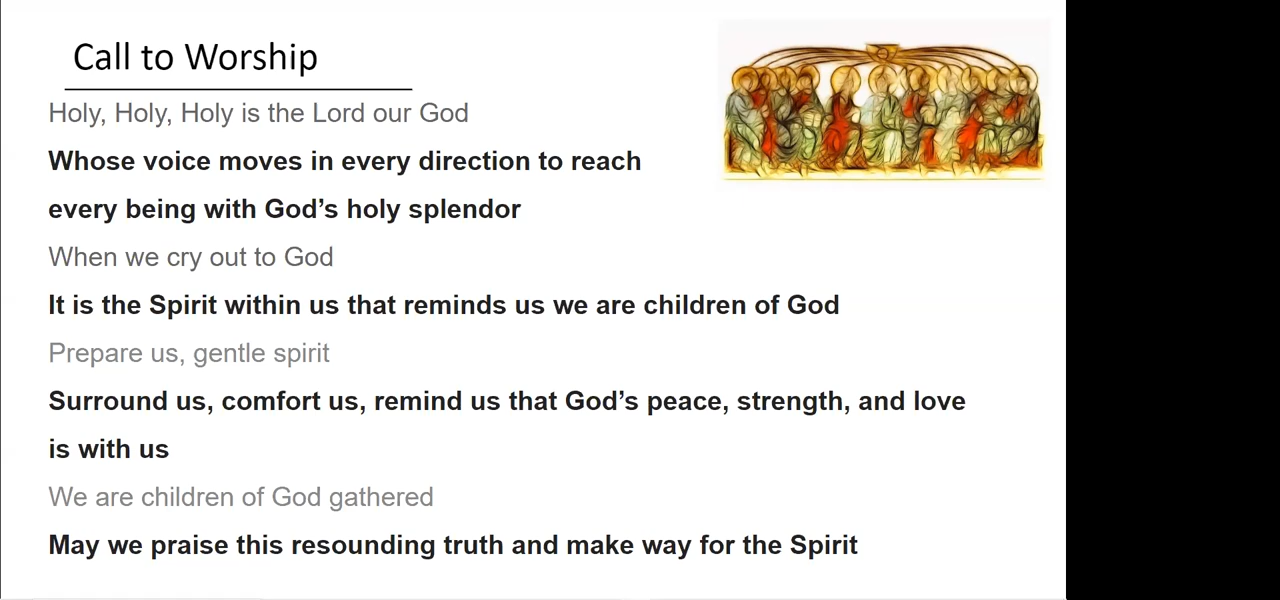 Call to Worship
Holy, Holy, Holy is the Lord our God
Whose voice moves in every direction to reach
every being with God’s holy splendor
When we cry out to God
It is the Spirit within us that reminds us we are children of God
Prepare us, gentle spirit
Surround us, comfort us, remind us that God’s peace, strength, and love
is with us
We are children of God gathered
May we praise this resounding truth and make way for the Spirit